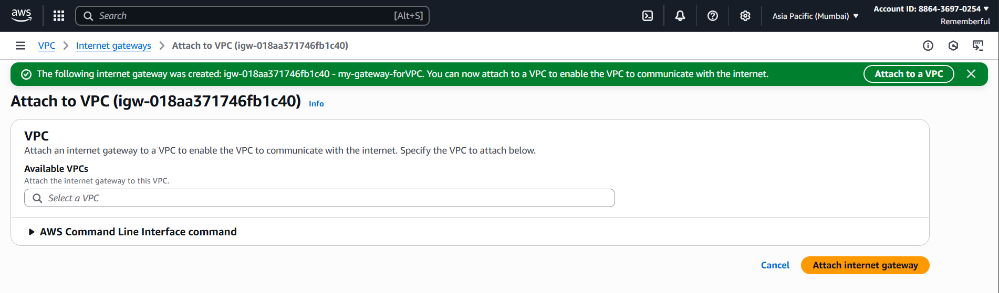 aws
Search [Alt+S]
Asia Pacific (Mumbai)
Account ID: 8864-3697-0254
Rememberful
VPC
Internet gateways
Attach to VPC (igw-018aa371746fb1c40)
The following internet gateway was created: igw-018aa371746fb1c40 - my-gateway-forVPC. You can now attach to a VPC to enable the VPC to communicate with the internet.
Attach to a VPC
Attach to VPC (igw-018aa371746fb1c40) Info
VPC
Attach an internet gateway to a VPC to enable the VPC to communicate with the internet. Specify the VPC to attach below.
Available VPCs
Attach the internet gateway to this VPC.
Select a VPC
AWS Command Line Interface command
Cancel
Attach internet gateway